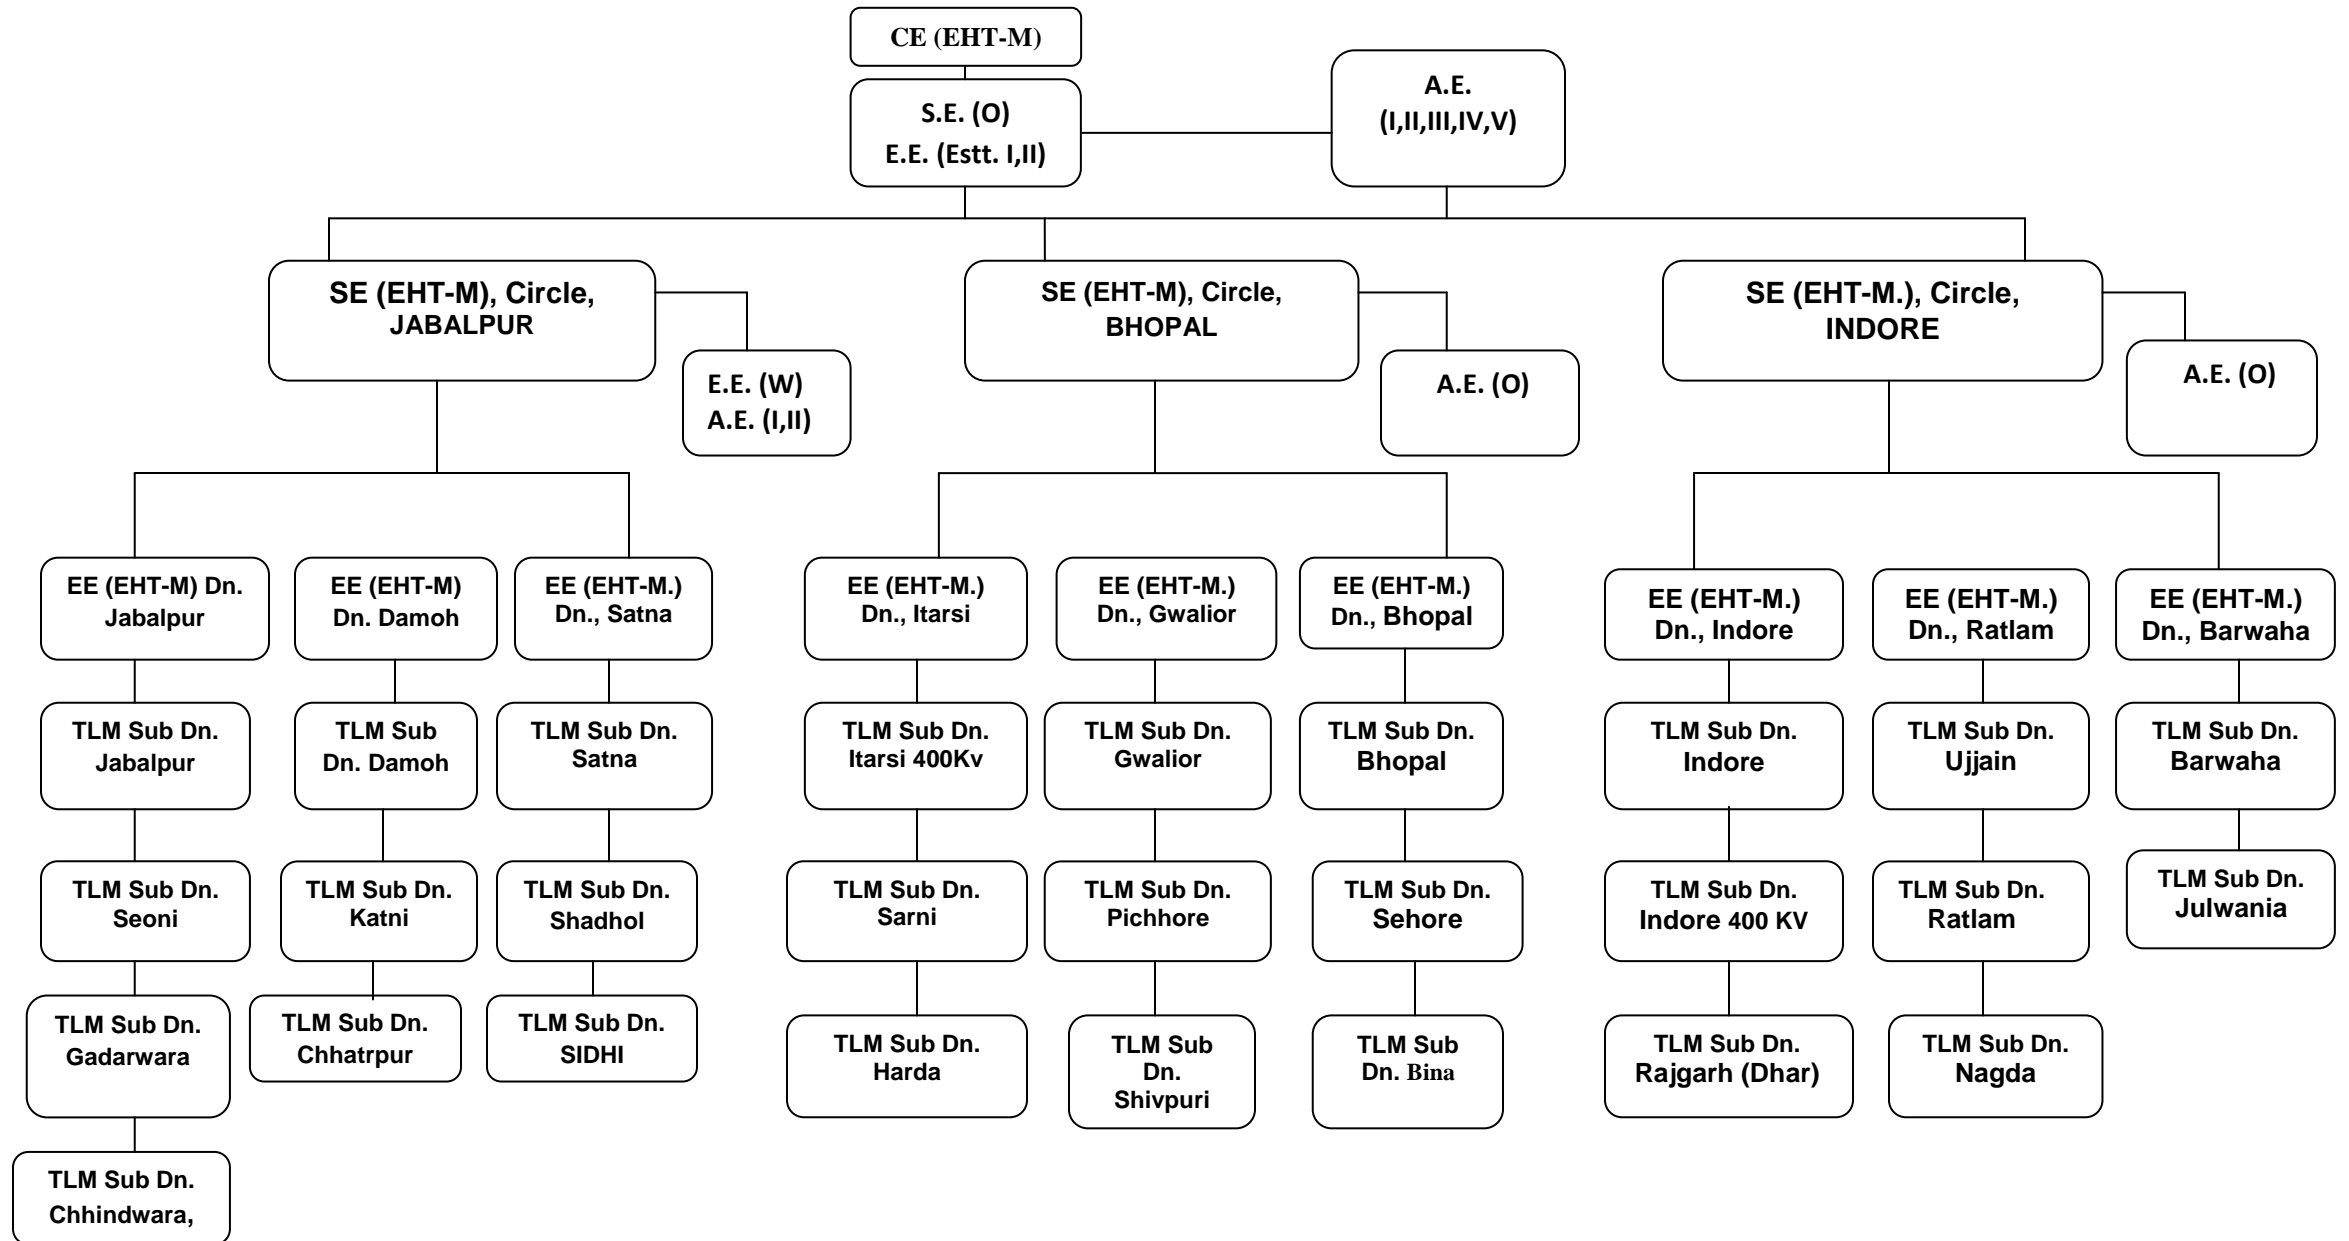 CE (EHT-M)
S.E. (O)
E.E. (Estt. I,II)
A.E.
(I,II,III,IV,V)
SE (EHT-M), Circle,
JABALPUR
E.E. (W)
A.E. (I,II)
SE (EHT-M), Circle,
BHOPAL
A.E. (O)
SE (EHT-M.), Circle,
INDORE
A.E. (O)
EE (EHT-M) Dn.
Jabalpur
EE (EHT-M)
Dn. Damoh
EE (EHT-M.)
Dn., Satna
EE (EHT-M.)
Dn., Itarsi
EE (EHT-M.)
Dn., Gwalior
EE (EHT-M.)
Dn., Bhopal
EE (EHT-M.)
Dn., Indore
EE (EHT-M.)
Dn., Ratlam
EE (EHT-M.)
Dn., Barwaha
TLM Sub Dn.
Jabalpur
TLM Sub
Dn. Damoh
TLM Sub Dn.
Satna
TLM Sub Dn.
Itarsi 400Kv
TLM Sub Dn.
Gwalior
TLM Sub Dn.
Bhopal
TLM Sub Dn.
Indore
TLM Sub Dn.
Ujjain
TLM Sub Dn.
Barwaha
TLM Sub Dn.
Seoni
TLM Sub Dn.
Katni
TLM Sub Dn.
Shadhol
TLM Sub Dn.
Sarni
TLM Sub Dn.
Pichhore
TLM Sub Dn.
Sehore
TLM Sub Dn.
Indore 400 KV
TLM Sub Dn.
Ratlam
TLM Sub Dn.
Julwania
TLM Sub Dn.
Gadarwara
TLM Sub Dn.
Chhatrpur
TLM Sub Dn.
SIDHI
TLM Sub Dn.
Harda
TLM Sub
Dn.
Shivpuri
TLM Sub
Dn. Bina
TLM Sub Dn.
Rajgarh (Dhar)
TLM Sub Dn.
Nagda
TLM Sub Dn.
Chhindwara,